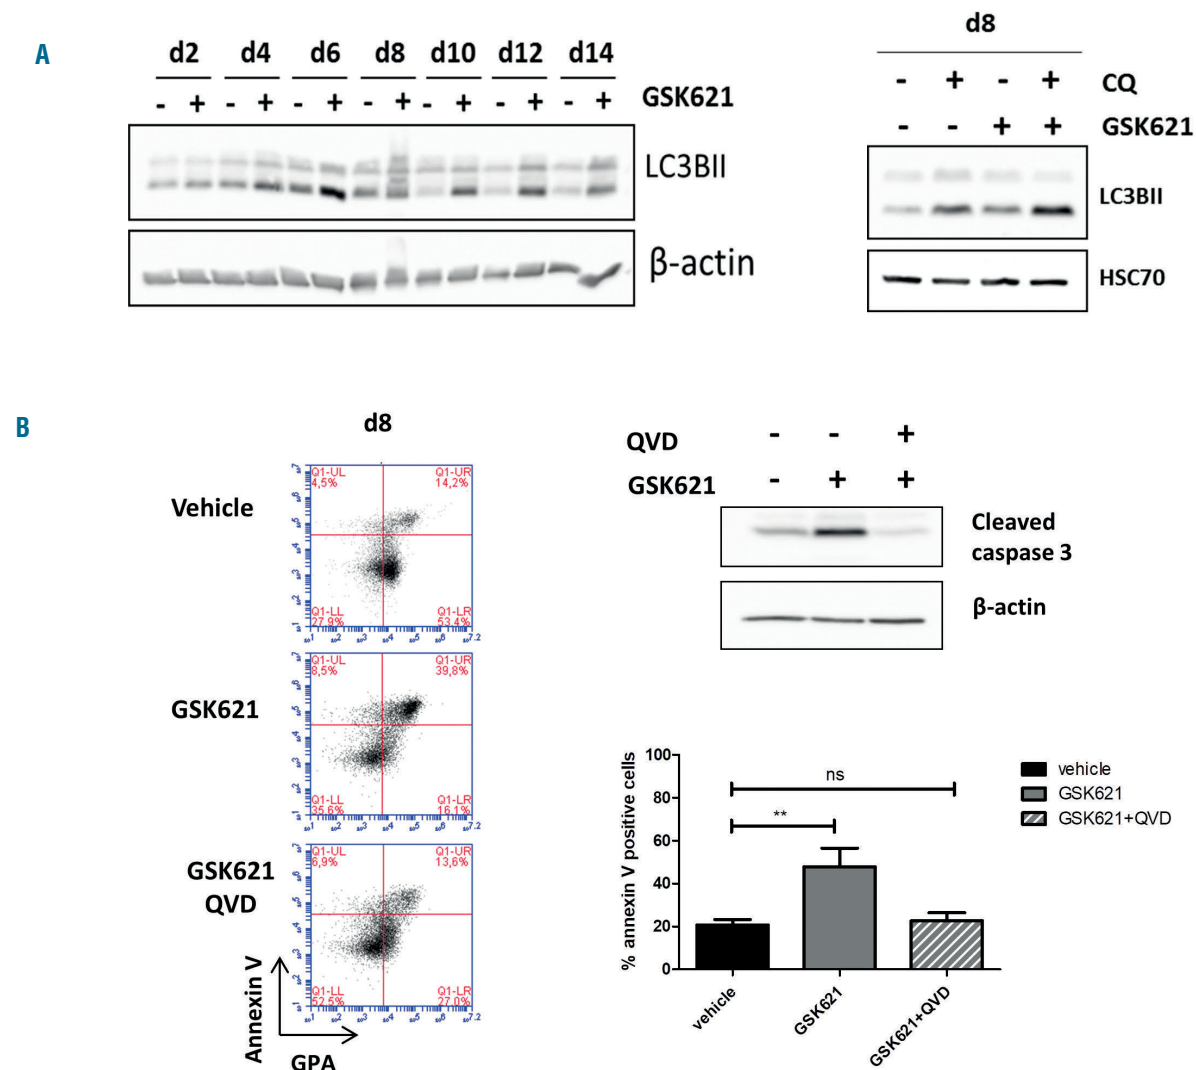 A
d2 d4 d6 d8 d10 d12 d14
- + - + - + - + - + - + - + GSK621
LC3BII
β-actin
d8
- + - + CQ
- - + + GSK621
LC3BII
HSC70
B
d8
Vehicle
Q1-UL
4,5%
Q1-UR
14,2%
Q1-LL
27,9%
Q1-LR
53,4%
GSK621
Q1-UL
8,5%
Q1-UR
39,8%
Q1-LL
35,6%
Q1-LR
16,1%
GSK621
QVD
Q1-UL
6,9%
Q1-UR
13,6%
Q1-LL
52,5%
Q1-LR
27,0%
Annexin V
GPA
QVD - - +
GSK621 - + +
Cleaved
caspase 3
β-actin
% annexin V positive cells
100
80
60
40
20
0
ns
**
vehicle
GSK621
GSK621+QVD
vehicle
GSK621
GSK621+QVD